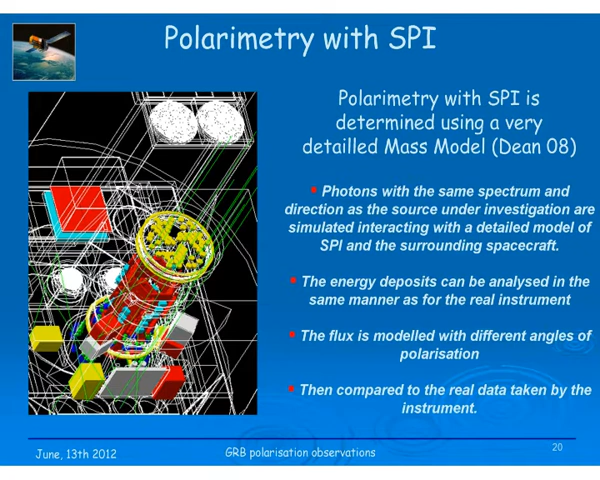 Polarimetry with SPI
Polarimetry with SPI is
determined using a very
detailled Mass Model (Dean 08)
Photons with the same spectrum and
direction as the source under investigation are
simulated interacting with a detailed model of
SPI and the surrounding spacecraft.
The energy deposits can be analysed in the
same manner as for the real instrument
The flux is modelled with different angles of
polarisation
Then compared to the real data taken by the
instrument.
June, 13th 2012
GRB polarisation observations
20